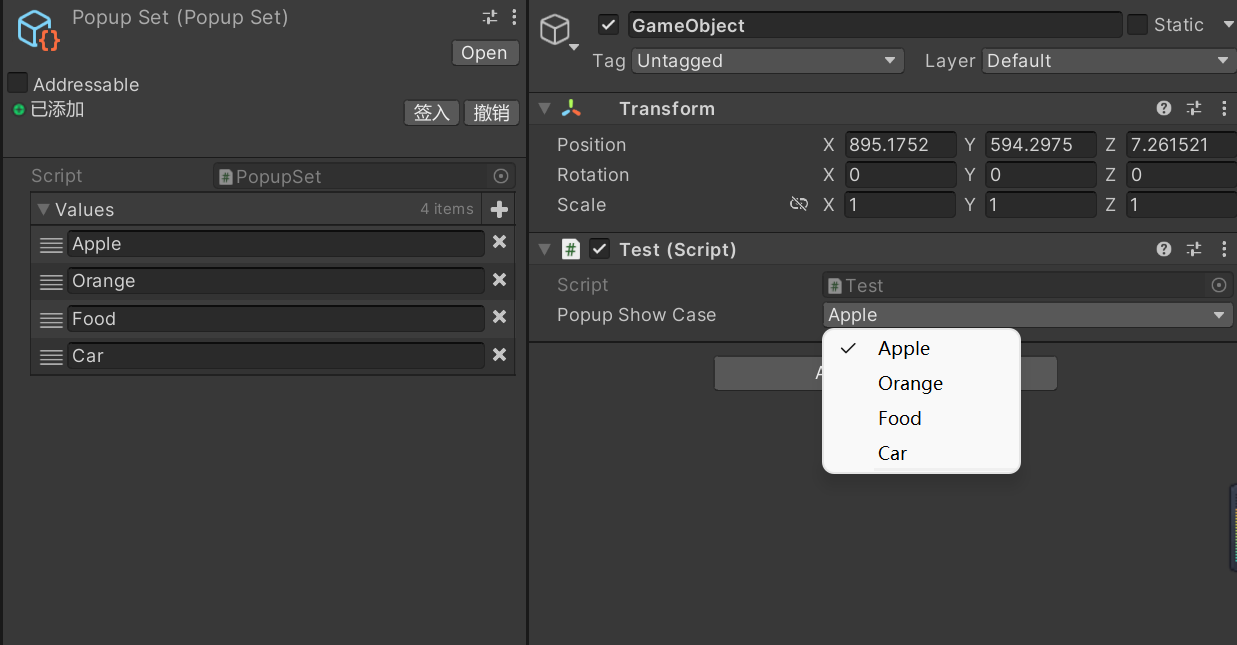 Popup Set (Popup Set)
Open
Addressable
已添加
签入 撤销
Script PopupSet
Values 4 items
Apple
Orange
Food
Car
GameObject Static
Tag Untagged Layer Default
Transform
Position X 895.1752 Y 594.2975 Z 7.261521
Rotation X 0 Y 0 Z 0
Scale X 1 Y 1 Z 1
# Test (Script)
Script # Test
Popup Show Case Apple
Apple
Orange
Food
Car